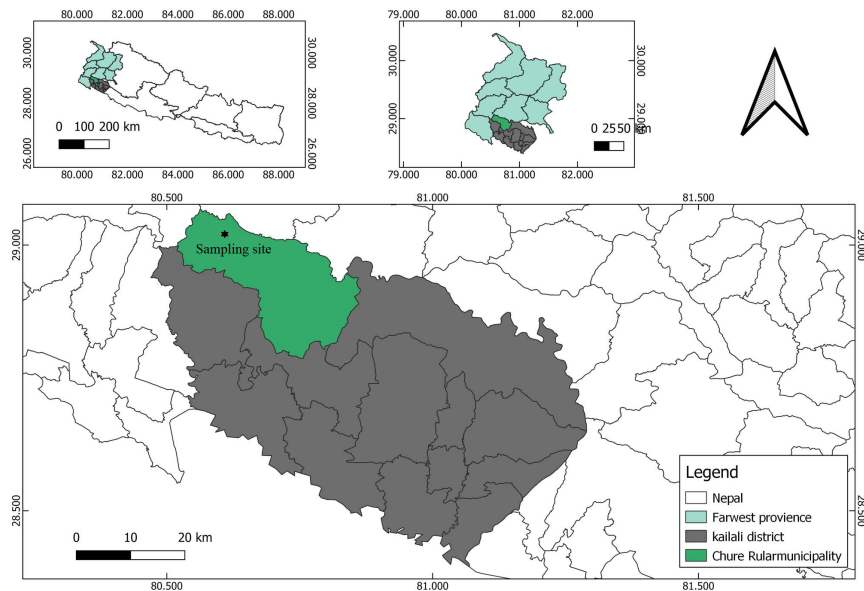 80.000 82.000 84.000 86.000 88.000
30.000
28.000
26.000
30.000
28.000
26.000
0 100 200 km
80.000 82.000 84.000 86.000 88.000
79.000 80.000 81.000 82.000
30.000
29.000
30.000
29.000
0 2550 km
79.000 80.000 81.000 82.000
80.500 81.000 81.500
29.000
28.500
29.000
28.500
Sampling site
0 10 20 km
Legend
Nepal
Farwest provience
kailali district
Chure Rularmunicipality
80.500 81.000 81.500